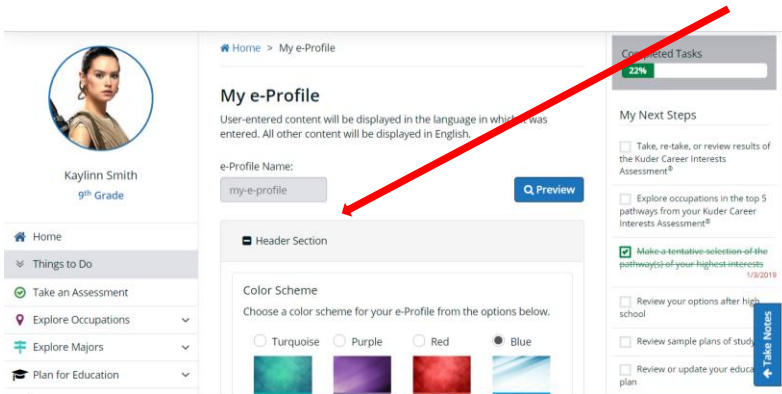 Kaylinn Smith
9th Grade
Home
Things to Do
Take an Assessment
Explore Occupations
Explore Majors
Plan for Education
Home > My e-Profile
My e-Profile
User-entered content will be displayed in the language in which it was
entered. All other content will be displayed in English.
e-Profile Name:
my-e-profile
Preview
Header Section
Color Scheme
Choose a color scheme for your e-Profile from the options below.
Turquoise Purple Red Blue
Completed Tasks
22%
My Next Steps
Take, re-take, or review results of
the Kuder Career Interests
Assessment®
Explore occupations in the top 5
pathways from your Kuder Career
Interests Assessment®
Make a tentative selection of the
pathway(s) of your highest interests
1/3/2019
Review your options after high
school
Review sample plans of study
Review or update your educa
plan
Take Notes